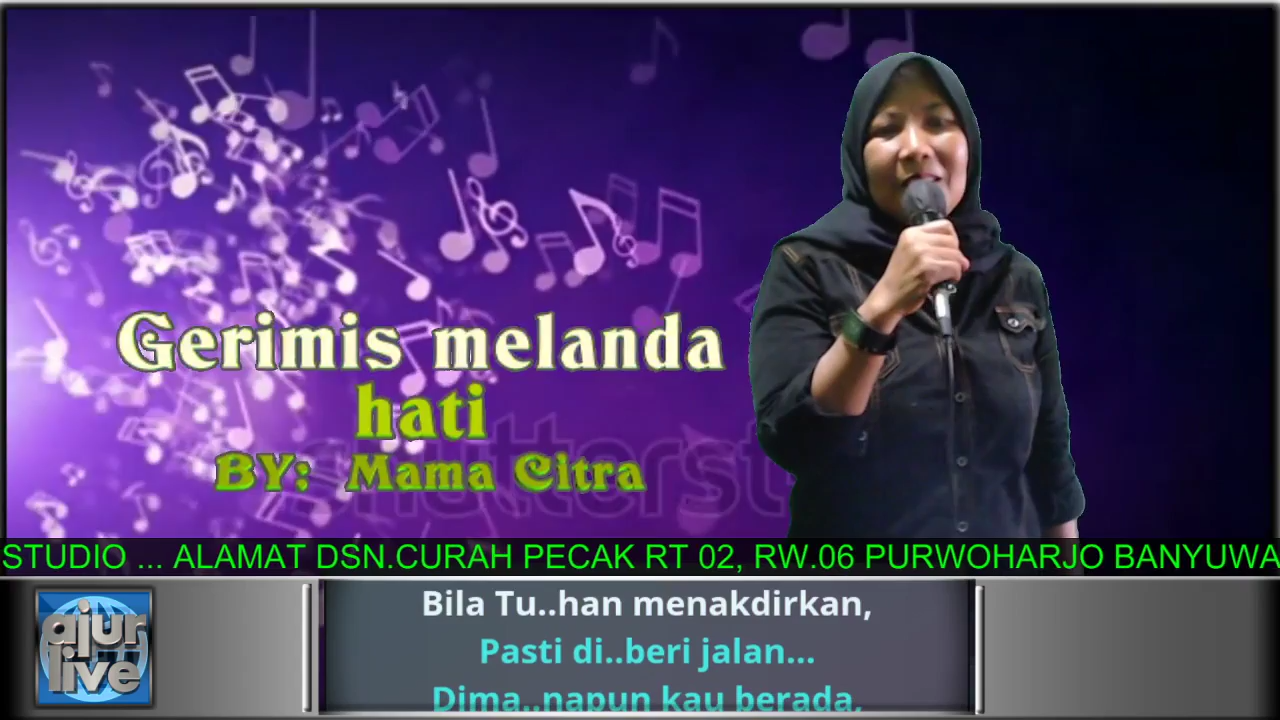 Gerimis melanda
hati
BY: Mama Citra
shutterst
STUDIO ... ALAMAT DSN.CURAH PECAK RT 02, RW.06 PURWOHARJO BANYUWA
ajur
live
Bila Tu..han menakdirkan,
Pasti di..beri jalan...
Dima..napun kau berada,